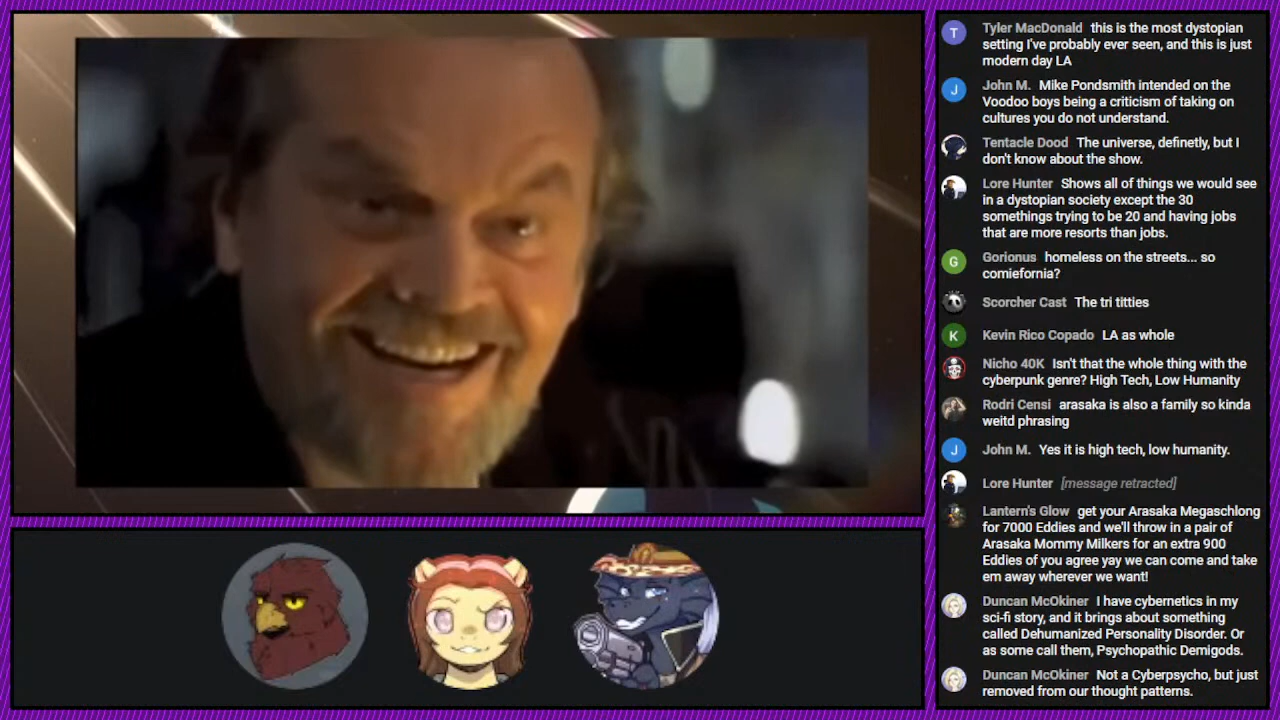 T
Tyler MacDonald this is the most dystopian
setting I've probably ever seen, and this is just
modern day LA
J
John M. Mike Pondsmith intended on the
Voodoo boys being a criticism of taking on
cultures you do not understand.
Tentacle Dood The universe, definetly, but I
don't know about the show.
Lore Hunter Shows all of things we would see
in a dystopian society except the 30
somethings trying to be 20 and having jobs
that are more resorts than jobs.
G
Gorionus homeless on the streets... so
comiefornia?
Scorcher Cast The tri titties
K
Kevin Rico Copado LA as whole
Nicho 40K Isn't that the whole thing with the
cyberpunk genre? High Tech, Low Humanity
Rodri Censi arasaka is also a family so kinda
weitd phrasing
J
John M. Yes it is high tech, low humanity.
Lore Hunter [message retracted]
Lantern's Glow get your Arasaka Megaschlong
for 7000 Eddies and we'll throw in a pair of
Arasaka Mommy Milkers for an extra 900
Eddies of you agree yay we can come and take
em away wherever we want!
Duncan McOkiner I have cybernetics in my
sci-fi story, and it brings about something
called Dehumanized Personality Disorder. Or
as some call them, Psychopathic Demigods.
Duncan McOkiner Not a Cyberpsycho, but just
removed from our thought patterns.